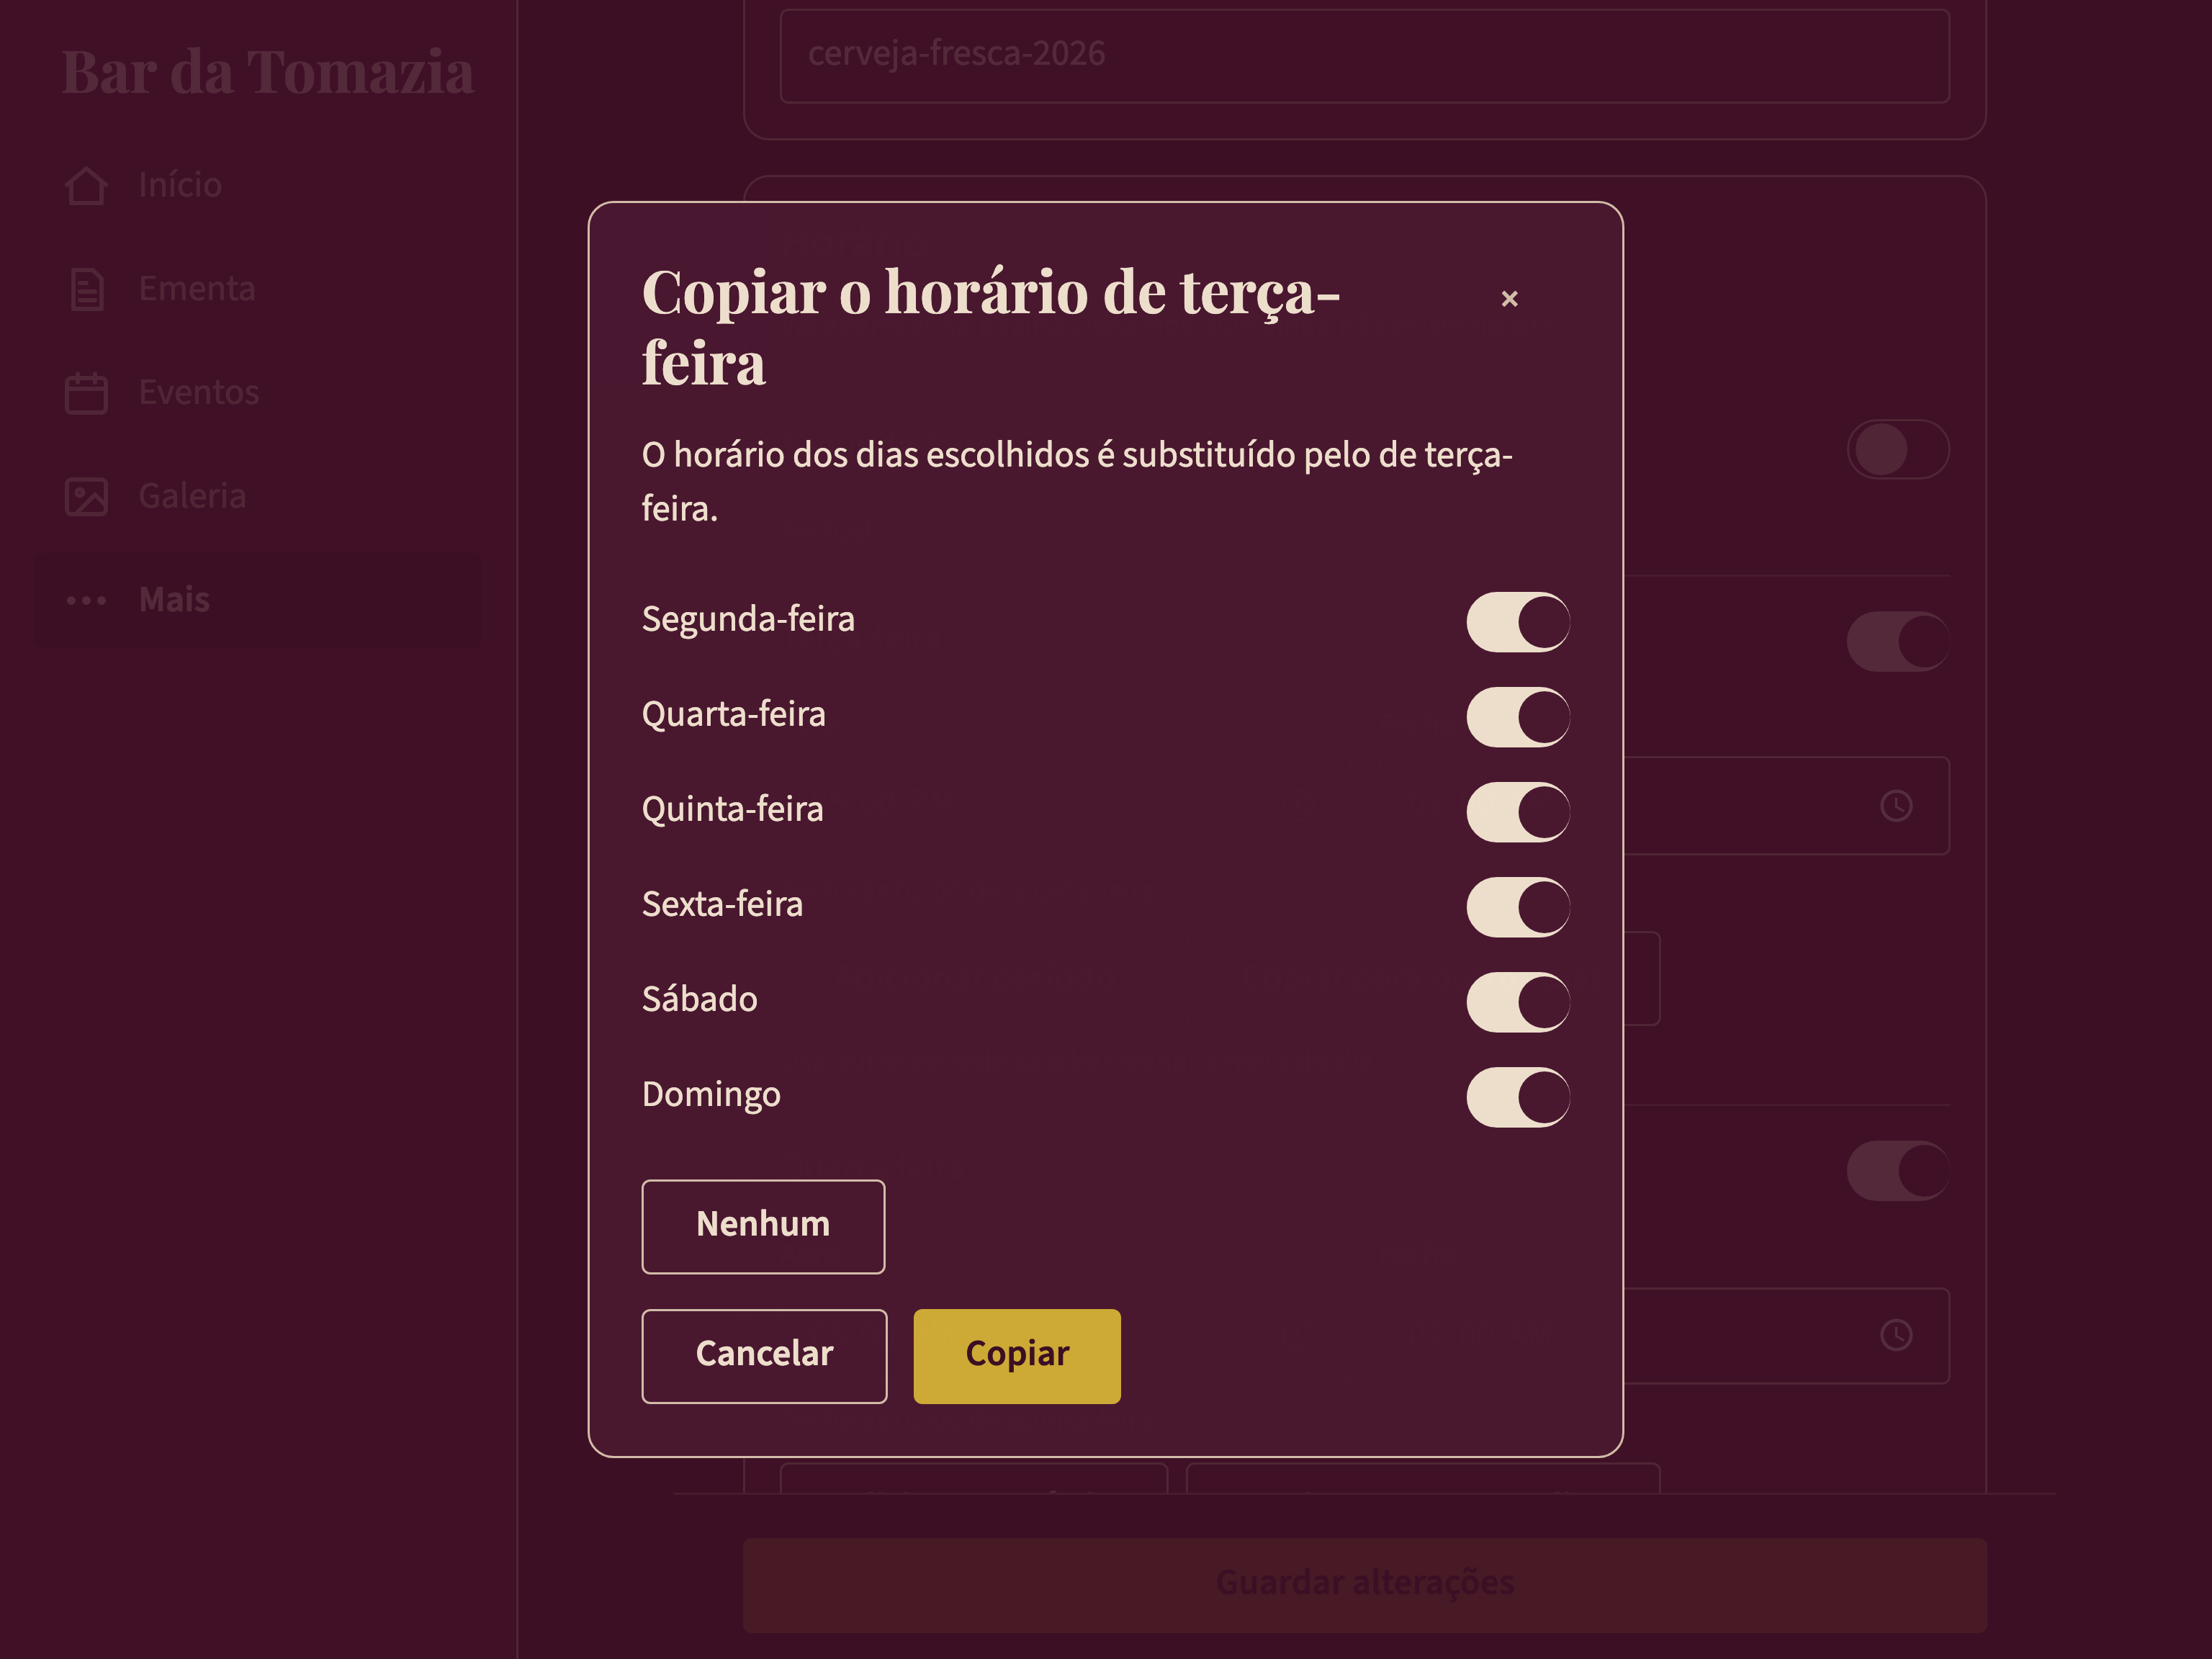 Bar da Tomazia
Início
Ementa
Eventos
Galeria
Mais
cerveja-fresca-2026
Copiar o horário de terça-
feira
×
O horário dos dias escolhidos é substituído pelo de terça-
feira.
Segunda-feira
Quarta-feira
Quinta-feira
Sexta-feira
Sábado
Domingo
Nenhum
Cancelar
Copiar
Guardar alterações